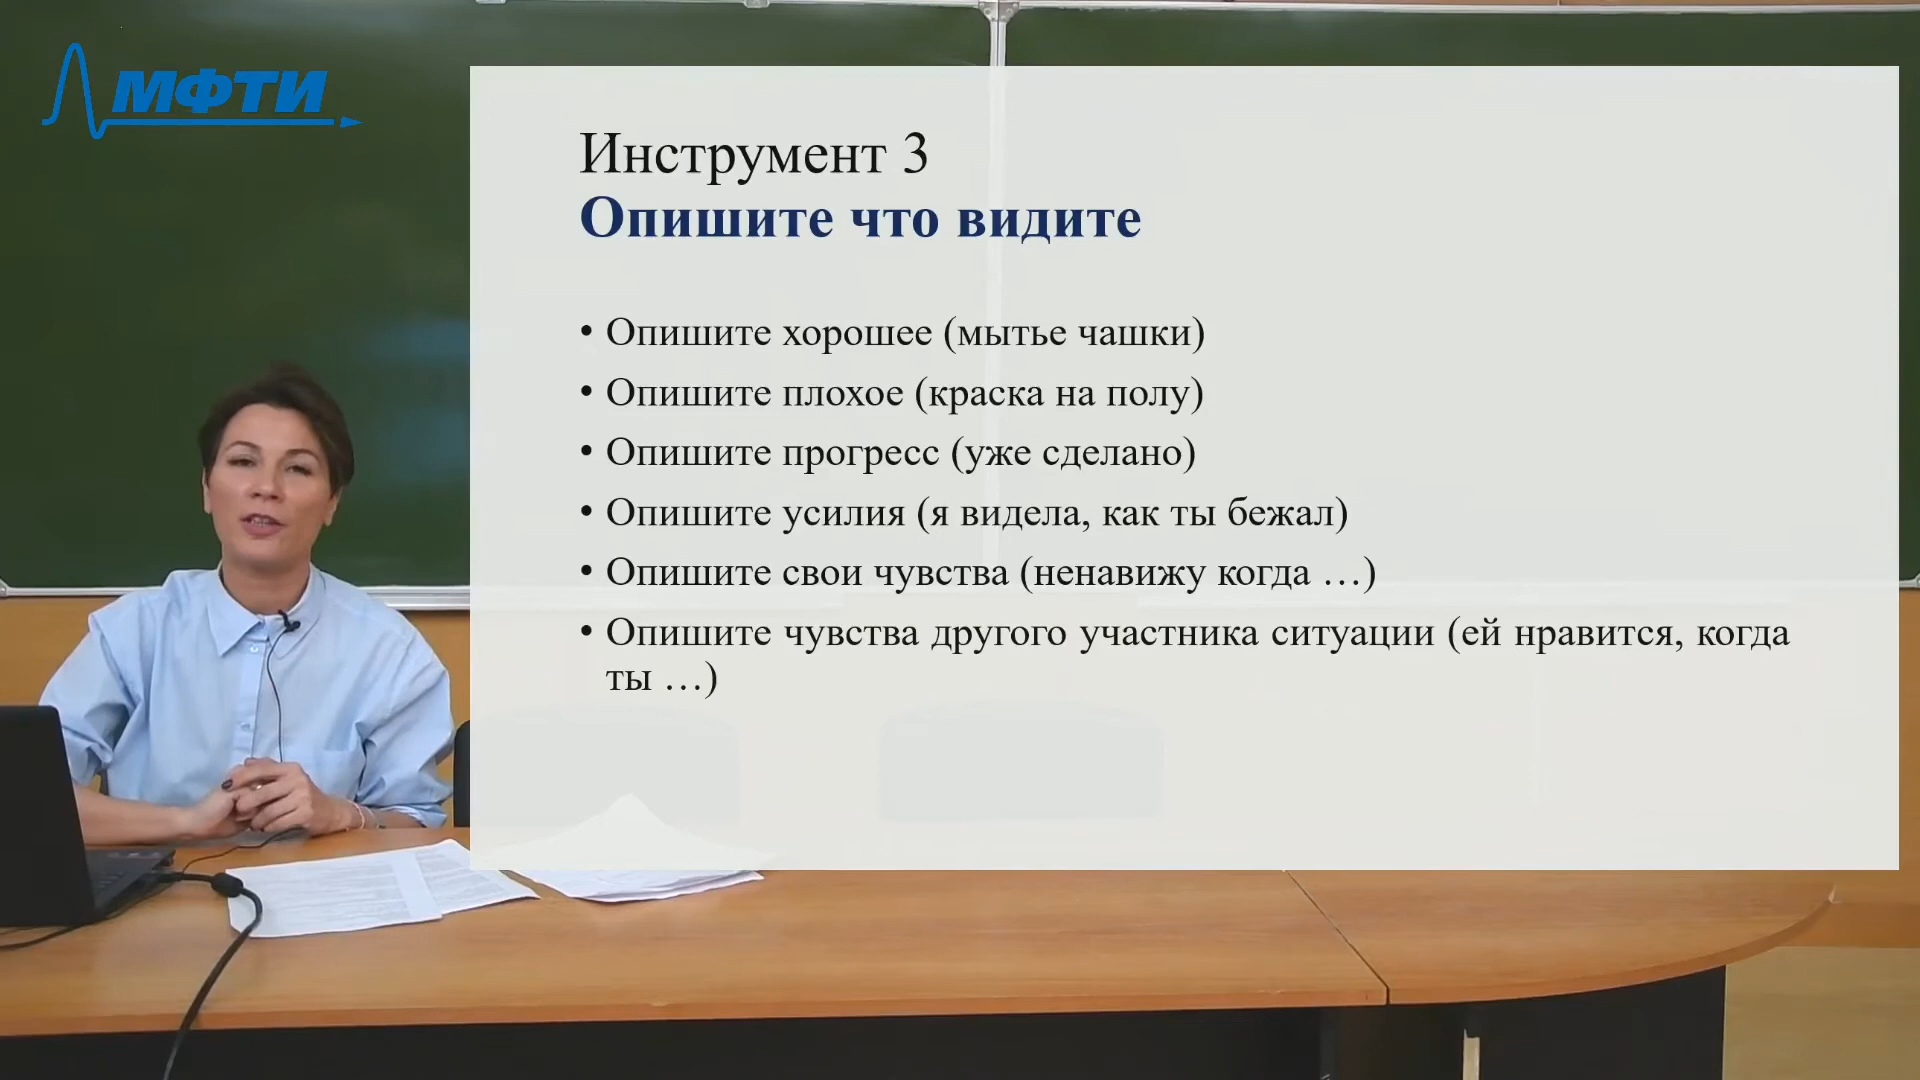 МФТИ
Инструмент 3
Опишите что видите
• Опишите хорошее (мытье чашки)
• Опишите плохое (краска на полу)
• Опишите прогресс (уже сделано)
• Опишите усилия (я видела, как ты бежал)
• Опишите свои чувства (ненавижу когда …)
• Опишите чувства другого участника ситуации (ей нравится, когда
ты …)